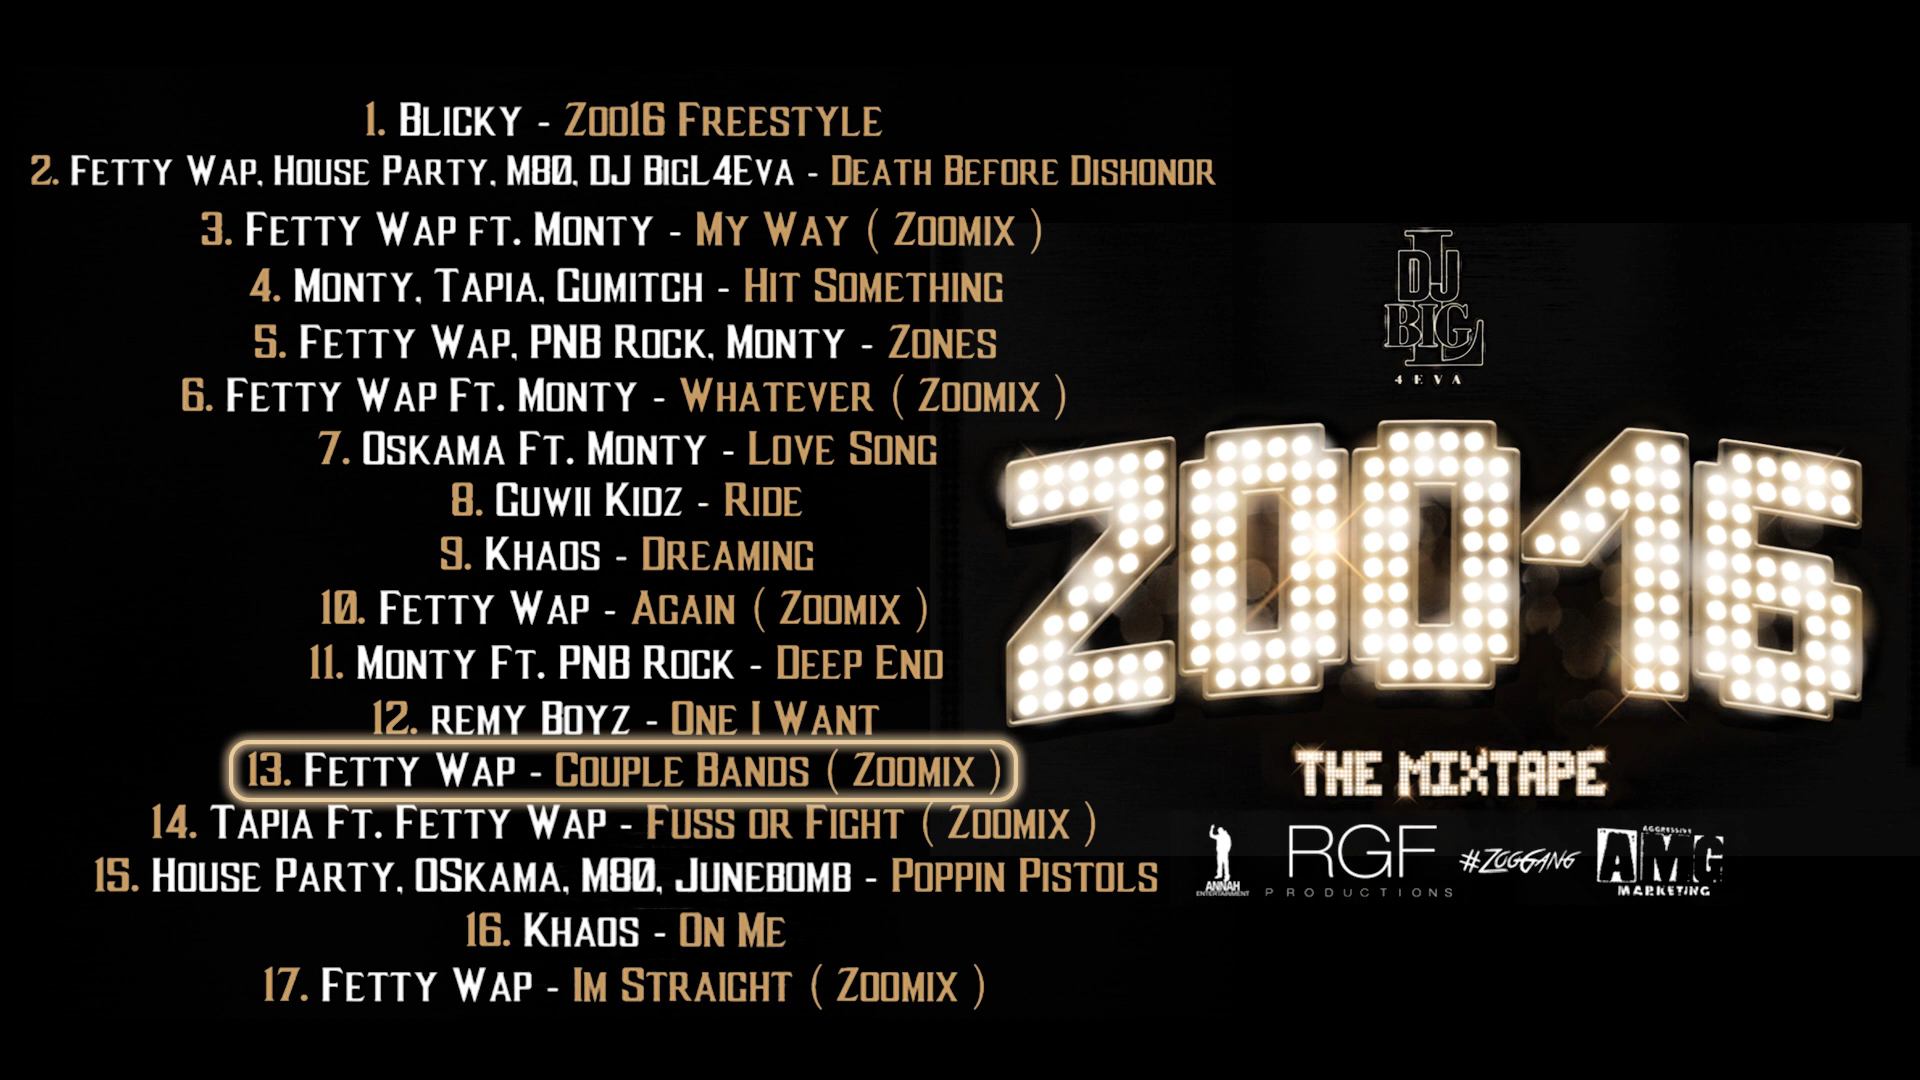 1. Blicky - Zoo16 Freestyle
2. Fetty Wap, House Party, M80, DJ BigL4Eva - Death Before Dishonor
3. Fetty Wap ft. Monty - My Way ( Zoomix )
4. Monty, Tapia, Gumitch - Hit Something
5. Fetty Wap, PNB Rock, Monty - Zones
6. Fetty Wap Ft. Monty - Whatever ( Zoomix )
7. Oskama Ft. Monty - Love Song
8. Guwii Kidz - Ride
9. Khaos - Dreaming
10. Fetty Wap - Again ( Zoomix )
11. Monty Ft. PNB Rock - Deep End
12. remy Boyz - One I Want
13. Fetty Wap - Couple Bands ( Zoomix )
14. Tapia Ft. Fetty Wap - Fuss or Fight ( Zoomix )
15. House Party, OSkama, M80, Junebomb - Poppin Pistols
16. Khaos - On Me
17. Fetty Wap - Im Straight ( Zoomix )
DJ
BIG
L
4EVA
ZOO16
THE MIXTAPE
ANNAH
ENTERTAINMENT
RGF
PRODUCTIONS
#ZOOGANG
AGGRESSIVE
AMG
MARKETING